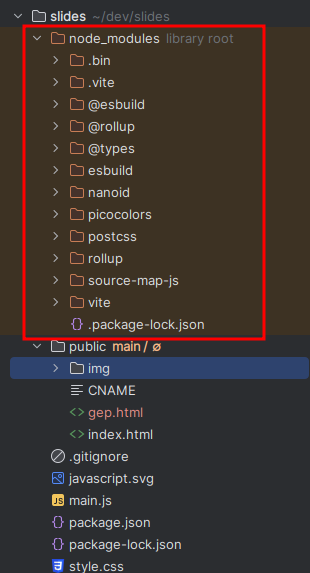 slides ~/dev/slides
node_modules library root
.bin
.vite
@esbuild
@rollup
@types
esbuild
nanoid
picocolors
postcss
rollup
source-map-js
vite
{} .package-lock.json
public main / ∅
img
CNAME
<> gep.html
<> index.html
.gitignore
javascript.svg
JS main.js
{} package.json
{} package-lock.json
style.css